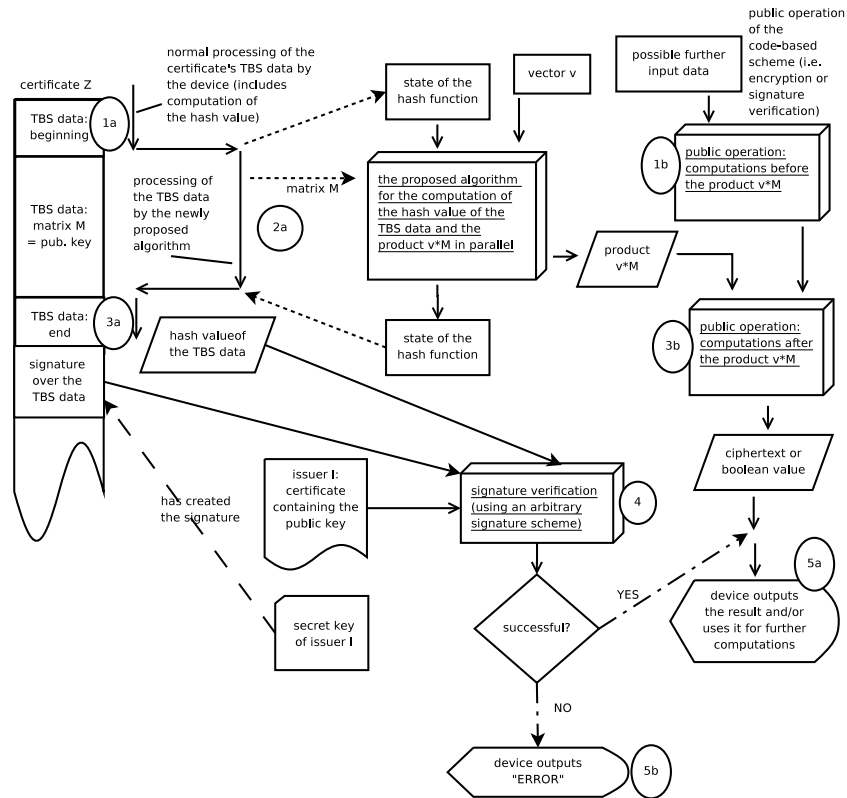 certificate Z
TBS data:
beginning
1a
normal processing of the
certificate's TBS data by
the device (includes
computation of
the hash value)
state of the
hash function
vector v
possible further
input data
public operation
of the
code-based
scheme (i.e.
encryption or
signature
verification)
TBS data:
matrix M
= pub. key
processing of
the TBS data
by the newly
proposed
algorithm
2a
matrix M
the proposed algorithm
for the computation of
the hash value of the
TBS data and the
product v*M in parallel
1b
public operation:
computations before
the product v*M
product
v*M
TBS data:
end
3a
hash valueof
the TBS data
state of the
hash function
3b
public operation:
computations after
the product v*M
signature
over the
TBS data
ciphertext or
boolean value
has created
the signature
issuer I:
certificate
containing the
public key
signature verification
(using an arbitrary
signature scheme)
4
5a
secret key
of issuer I
successful?
YES
device outputs
the result and/or
uses it for further
computations
NO
device outputs
"ERROR"
5b